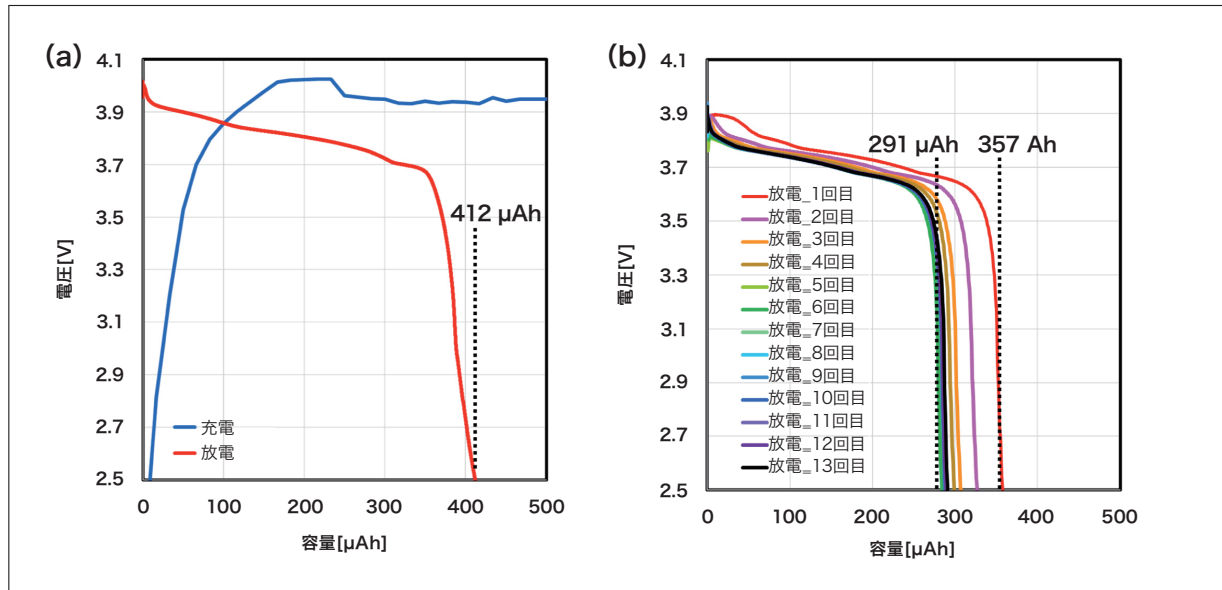 (a)
4.1
3.9
3.7
3.5
3.3
3.1
2.9
2.7
2.5
電圧[V]
412 µAh
充電
放電
0 100 200 300 400 500
容量[µAh]
(b)
4.1
3.9
3.7
3.5
3.3
3.1
2.9
2.7
2.5
電圧[V]
291 µAh 357 Ah
放電_1回目
放電_2回目
放電_3回目
放電_4回目
放電_5回目
放電_6回目
放電_7回目
放電_8回目
放電_9回目
放電_10回目
放電_11回目
放電_12回目
放電_13回目
0 100 200 300 400 500
容量[µAh]